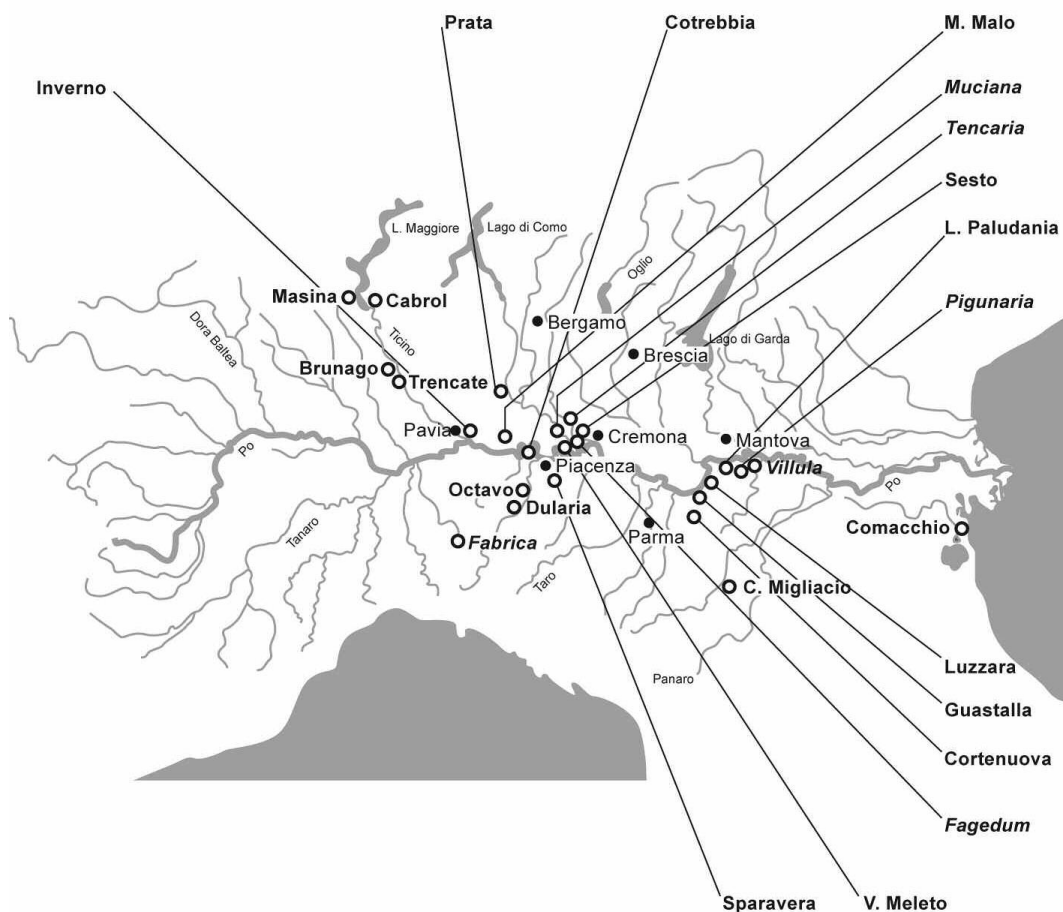 Prata
Cotrebbia
M. Malo
Inverno
Muciana
Tencaria
Sesto
L. Paludania
Pigunaria
L. Maggiore
Lago di Como
Oglio
Masina
Cabrol
Bergamo
Dora Baltea
Ticino
Brescia
Lago di Garda
Brunago
Trencate
Pavia
Cremona
Mantova
Po
Piacenza
Villula
Po
Octavo
Dularia
Comacchio
Tanaro
Fabrica
Parma
Taro
C. Migliacio
Panaro
Luzzara
Guastalla
Cortenuova
Fagedum
Sparavera
V. Meleto